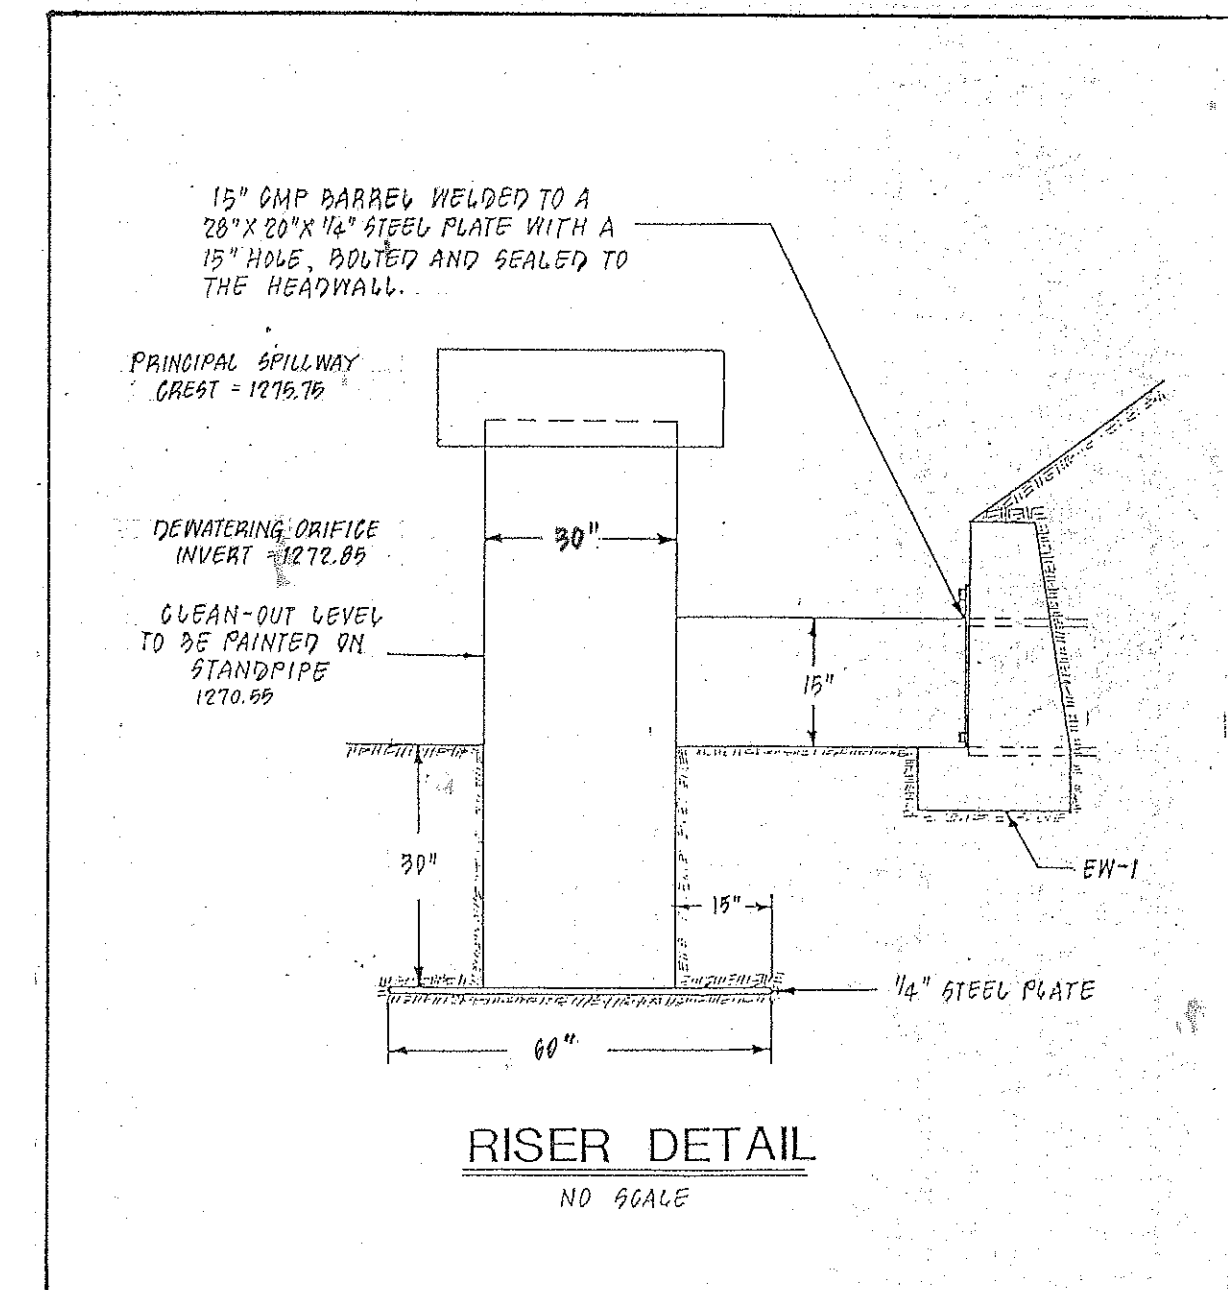 15" CMP BARREL WELDED TO A
28" X 20" X 1/4" STEEL PLATE WITH A
15" HOLE, BOLTED AND SEALED TO
THE HEADWALL.
PRINCIPAL SPILLWAY
CREST = 1275.75
DEWATERING ORIFICE
INVERT = 1272.85
30"
CLEAN-OUT LEVEL
TO BE PAINTED ON
STANDPIPE
1270.55
15"
30"
15"
EW-1
1/4" STEEL PLATE
60"
RISER DETAIL
NO SCALE